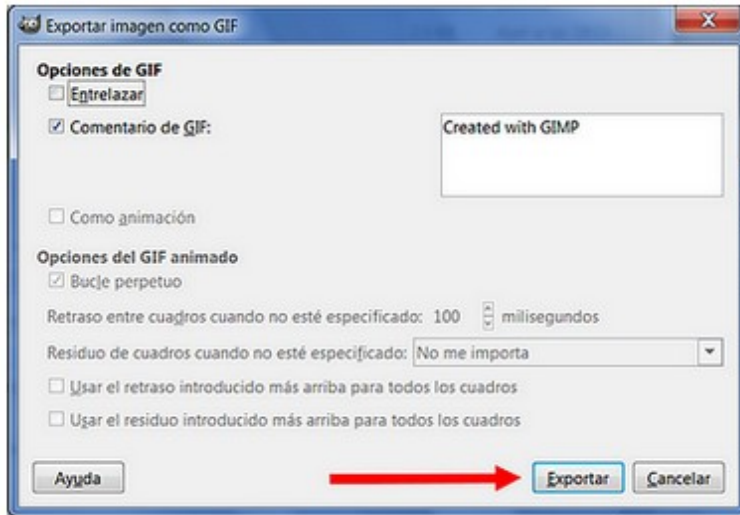 Exportar imagen como GIF
Opciones de GIF
Entrelazar
Comentario de GIF:
Created with GIMP
Como animación
Opciones del GIF animado
Bucle perpetuo
Retraso entre cuadros cuando no esté especificado: 100 milisegundos
Residuo de cuadros cuando no esté especificado: No me importa
Usar el retraso introducido más arriba para todos los cuadros
Usar el residuo introducido más arriba para todos los cuadros
Ayuda Exportar Cancelar